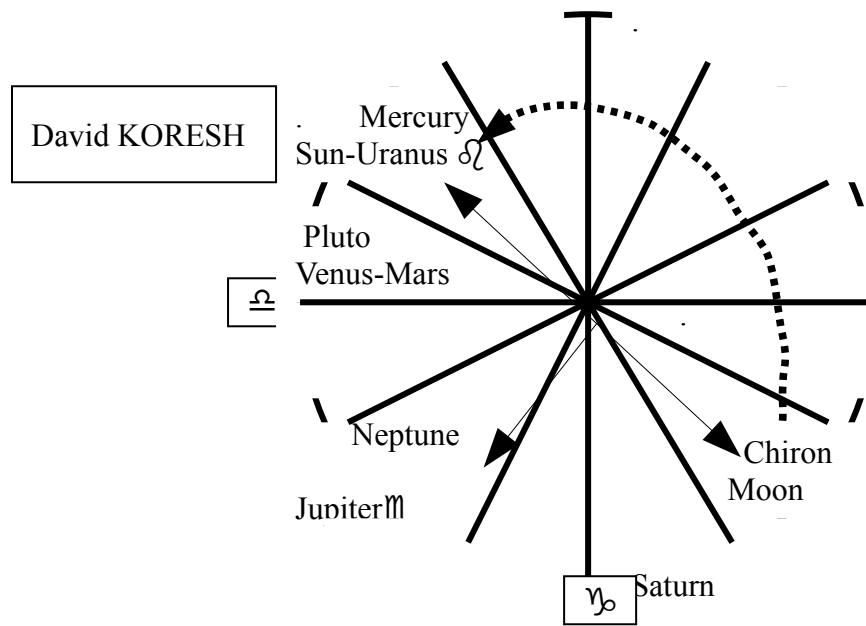 David KORESH
Mercury
Sun-Uranus ♌
Pluto
Venus-Mars
♎
Neptune
Chiron
Moon
Jupiter♏
Saturn
♑